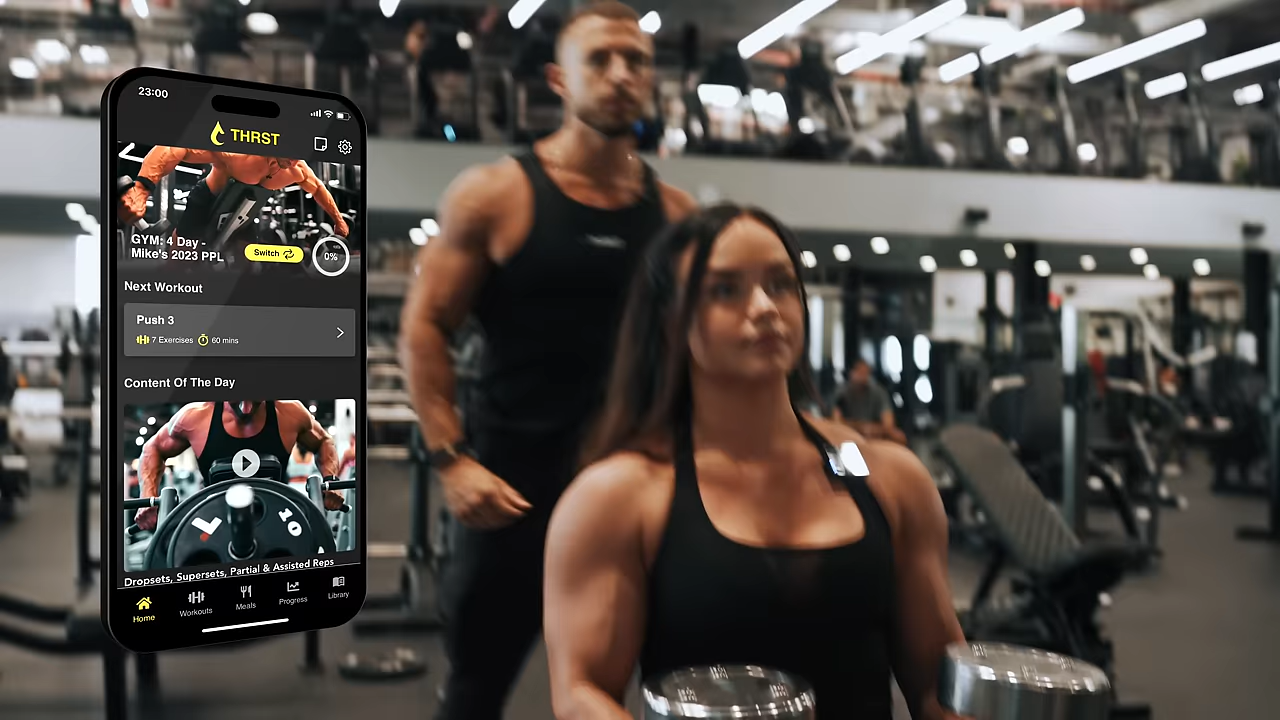 23:00
THRST
GYM: 4 Day -
Mike's 2023 PPL
Switch
0%
Next Workout
Push 3
7 Exercises 60 mins
Content Of The Day
10
Dropsets, Supersets, Partial & Assisted Reps
Home Workouts Meals Progress Library